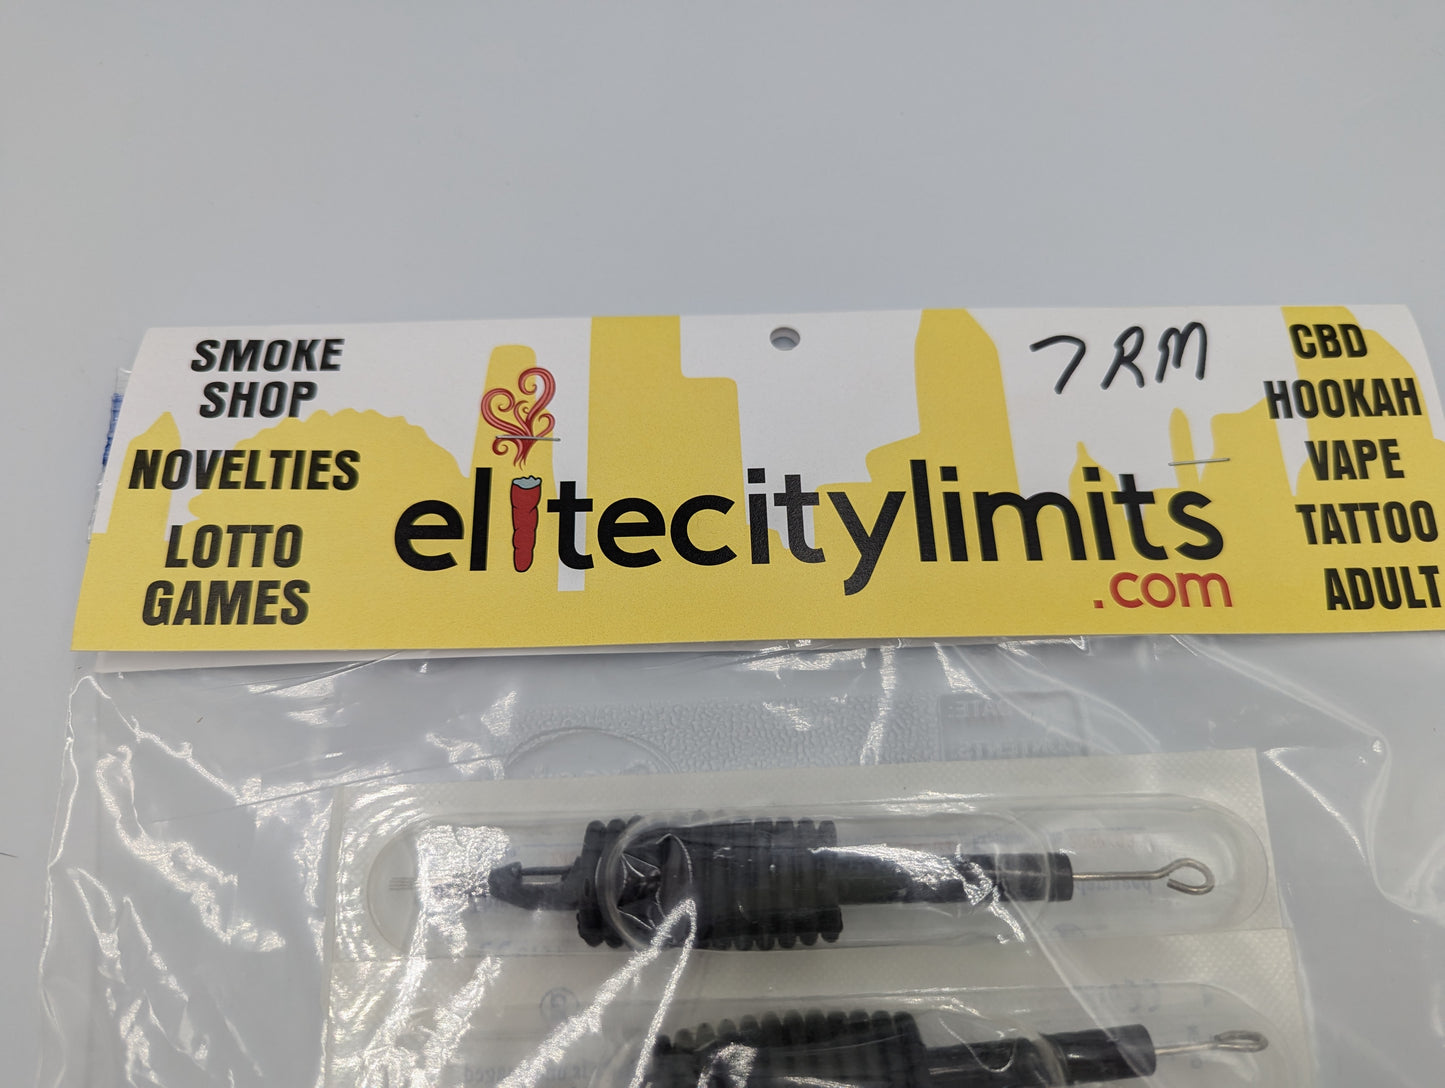 SMOKE
SHOP
NOVELTIES
LOTTO
GAMES
7RM
elitecitylimits
.com
CBD
HOOKAH
VAPE
TATTOO
ADULT